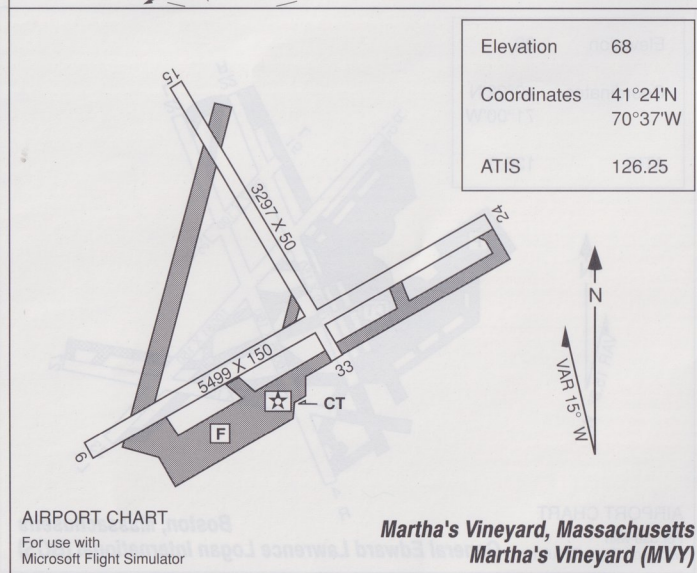 Elevation 68
Coordinates 41°24'N
70°37'W
ATIS 126.25
15
3297 X 50
24
N
VAR 15° W
5499 X 150
33
CT
F
6
AIRPORT CHART
For use with
Microsoft Flight Simulator
Martha's Vineyard, Massachusetts
Martha's Vineyard (MVY)